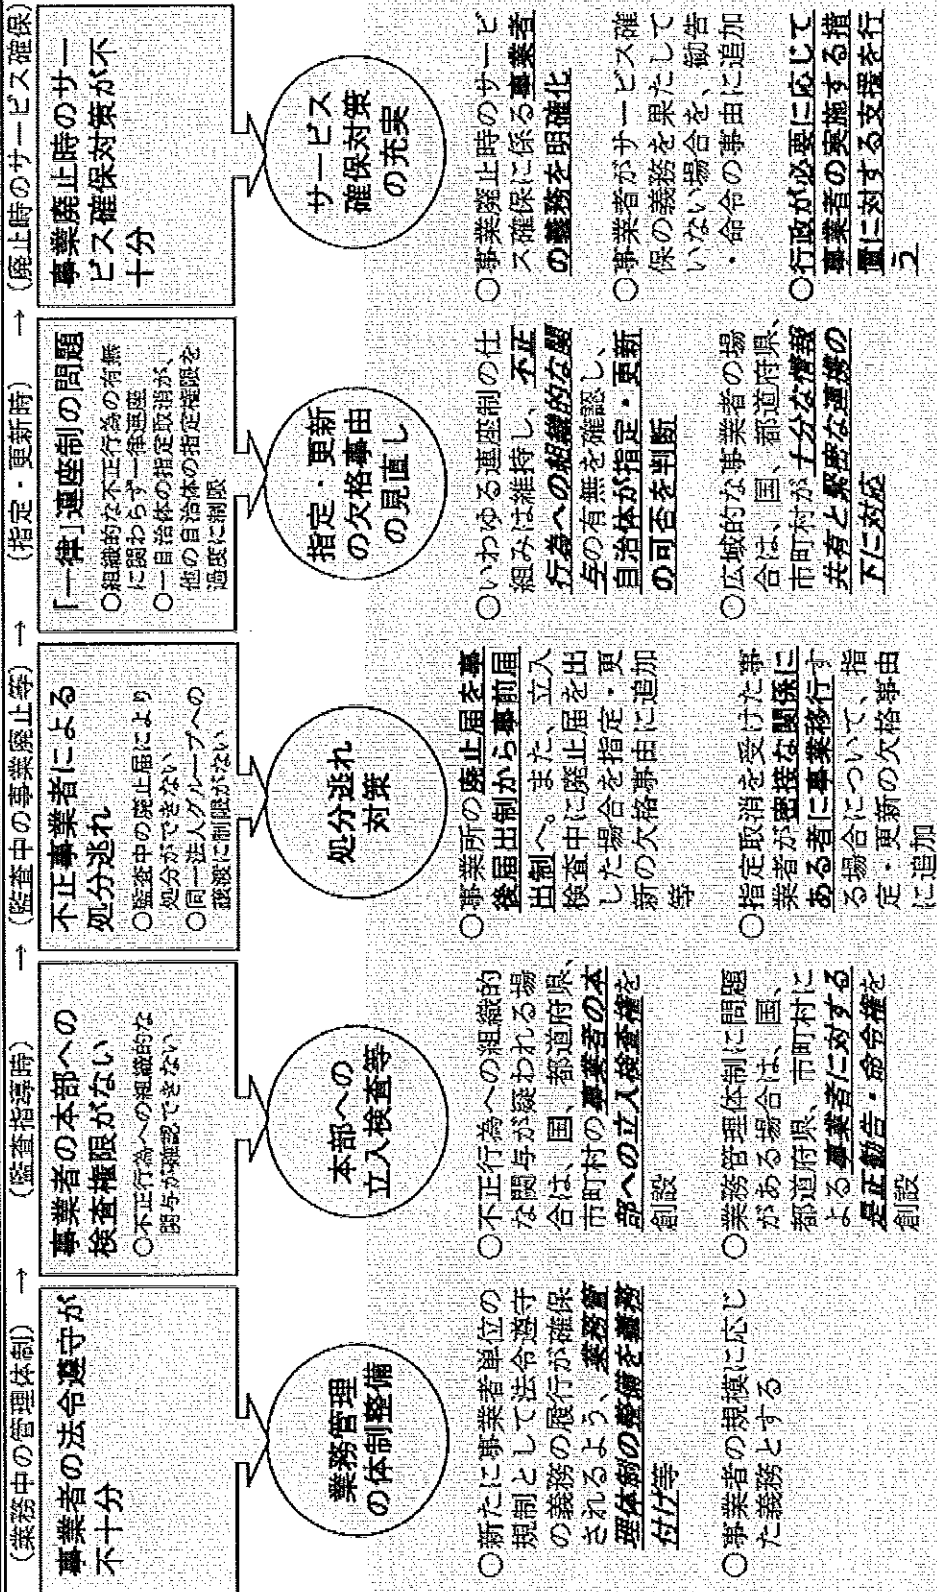 (業務中の管理体制) → (監査指導時) → (監査中の事業廃止等) → (指定・更新時) → (廃止時のサービス確保)
事業者の法令遵守が
不十分
業務管理
の体制整備
○新たに事業者単位の
規制として法令遵守
の義務の履行が確保
されるよう、業務管
理体制の整備を義務
付け等
○事業者の規模に応じ
た義務とする
事業者の本部への
検査権限がない
○不正行為への組織的な
関与が確認できない
本部への
立入検査等
○不正行為への組織的
な関与が疑われる場
合は、国、都道府県、
市町村の事業者の本
部への立入検査権を
創設
○業務管理体制に問題
がある場合は、国、
都道府県、市町村に
よる事業者に対する
是正勧告・命令権を
創設
不正事業者による
処分逃れ
○監査中の廃止届により
処分ができない
○同一法人グループへの
譲渡に制限がない
処分逃れ
対策
○事業所の廃止届を事
後届出制から事前届
出制へ。また、立入
検査中に廃止届を出
した場合を指定・更
新の欠格事由に追加
等
○指定取消を受けた事
業者が密接な関係に
ある者に事業移行す
る場合について、指
定・更新の欠格事由
に追加
「一律」連座制の問題
○組織的な不正行為の有無
に関わらず一律連座
○一自治体の指定取消が、
他の自治体の指定権限を
過度に制限
指定・更新
の欠格事由
の見直し
○いわゆる連座制の仕
組みは維持し、不正
行為への組織的な関
与の有無を確認し、
自治体が指定・更新
の可否を判断
○広域的な事業者の場
合は、国、都道府県、
市町村が十分な情報
共有と緊密な連携の
下に対応
事業廃止時のサー
ビス確保対策が不
十分
サービス
確保対策
の充実
○事業廃止時のサービ
ス確保に係る事業者
の義務を明確化
○事業者がサービス確
保の義務を果たして
いない場合を、勧告
・命令の事由に追加
○行政が必要に応じて
事業者の実施する措
置に対する支援を行
う